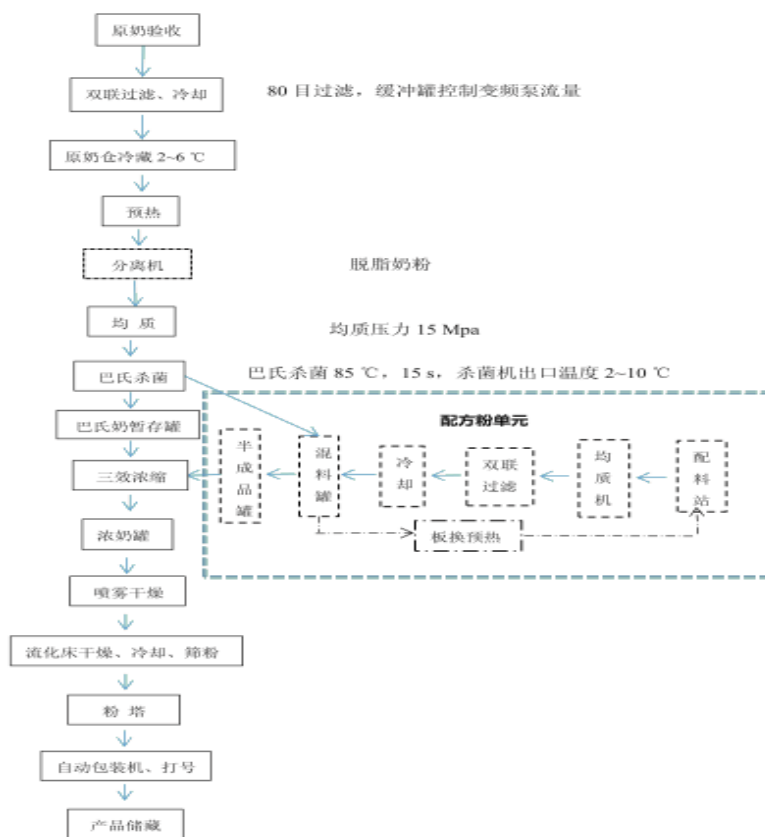 原奶验收
双联过滤、冷却
80 目过滤，缓冲罐控制变频泵流量
原奶仓冷藏 2~6 ℃
预热
分离机
脱脂奶粉
均 质
均质压力 15 Mpa
巴氏杀菌
巴氏杀菌 85 ℃，15 s，杀菌机出口温度 2~10 ℃
巴氏奶暂存罐
配方粉单元
半成品罐
混料罐
冷却
双联
过滤
均质机
配料站
三效浓缩
板换预热
浓奶罐
喷雾干燥
流化床干燥、冷却、筛粉
粉 塔
自动包装机、打号
产品储藏